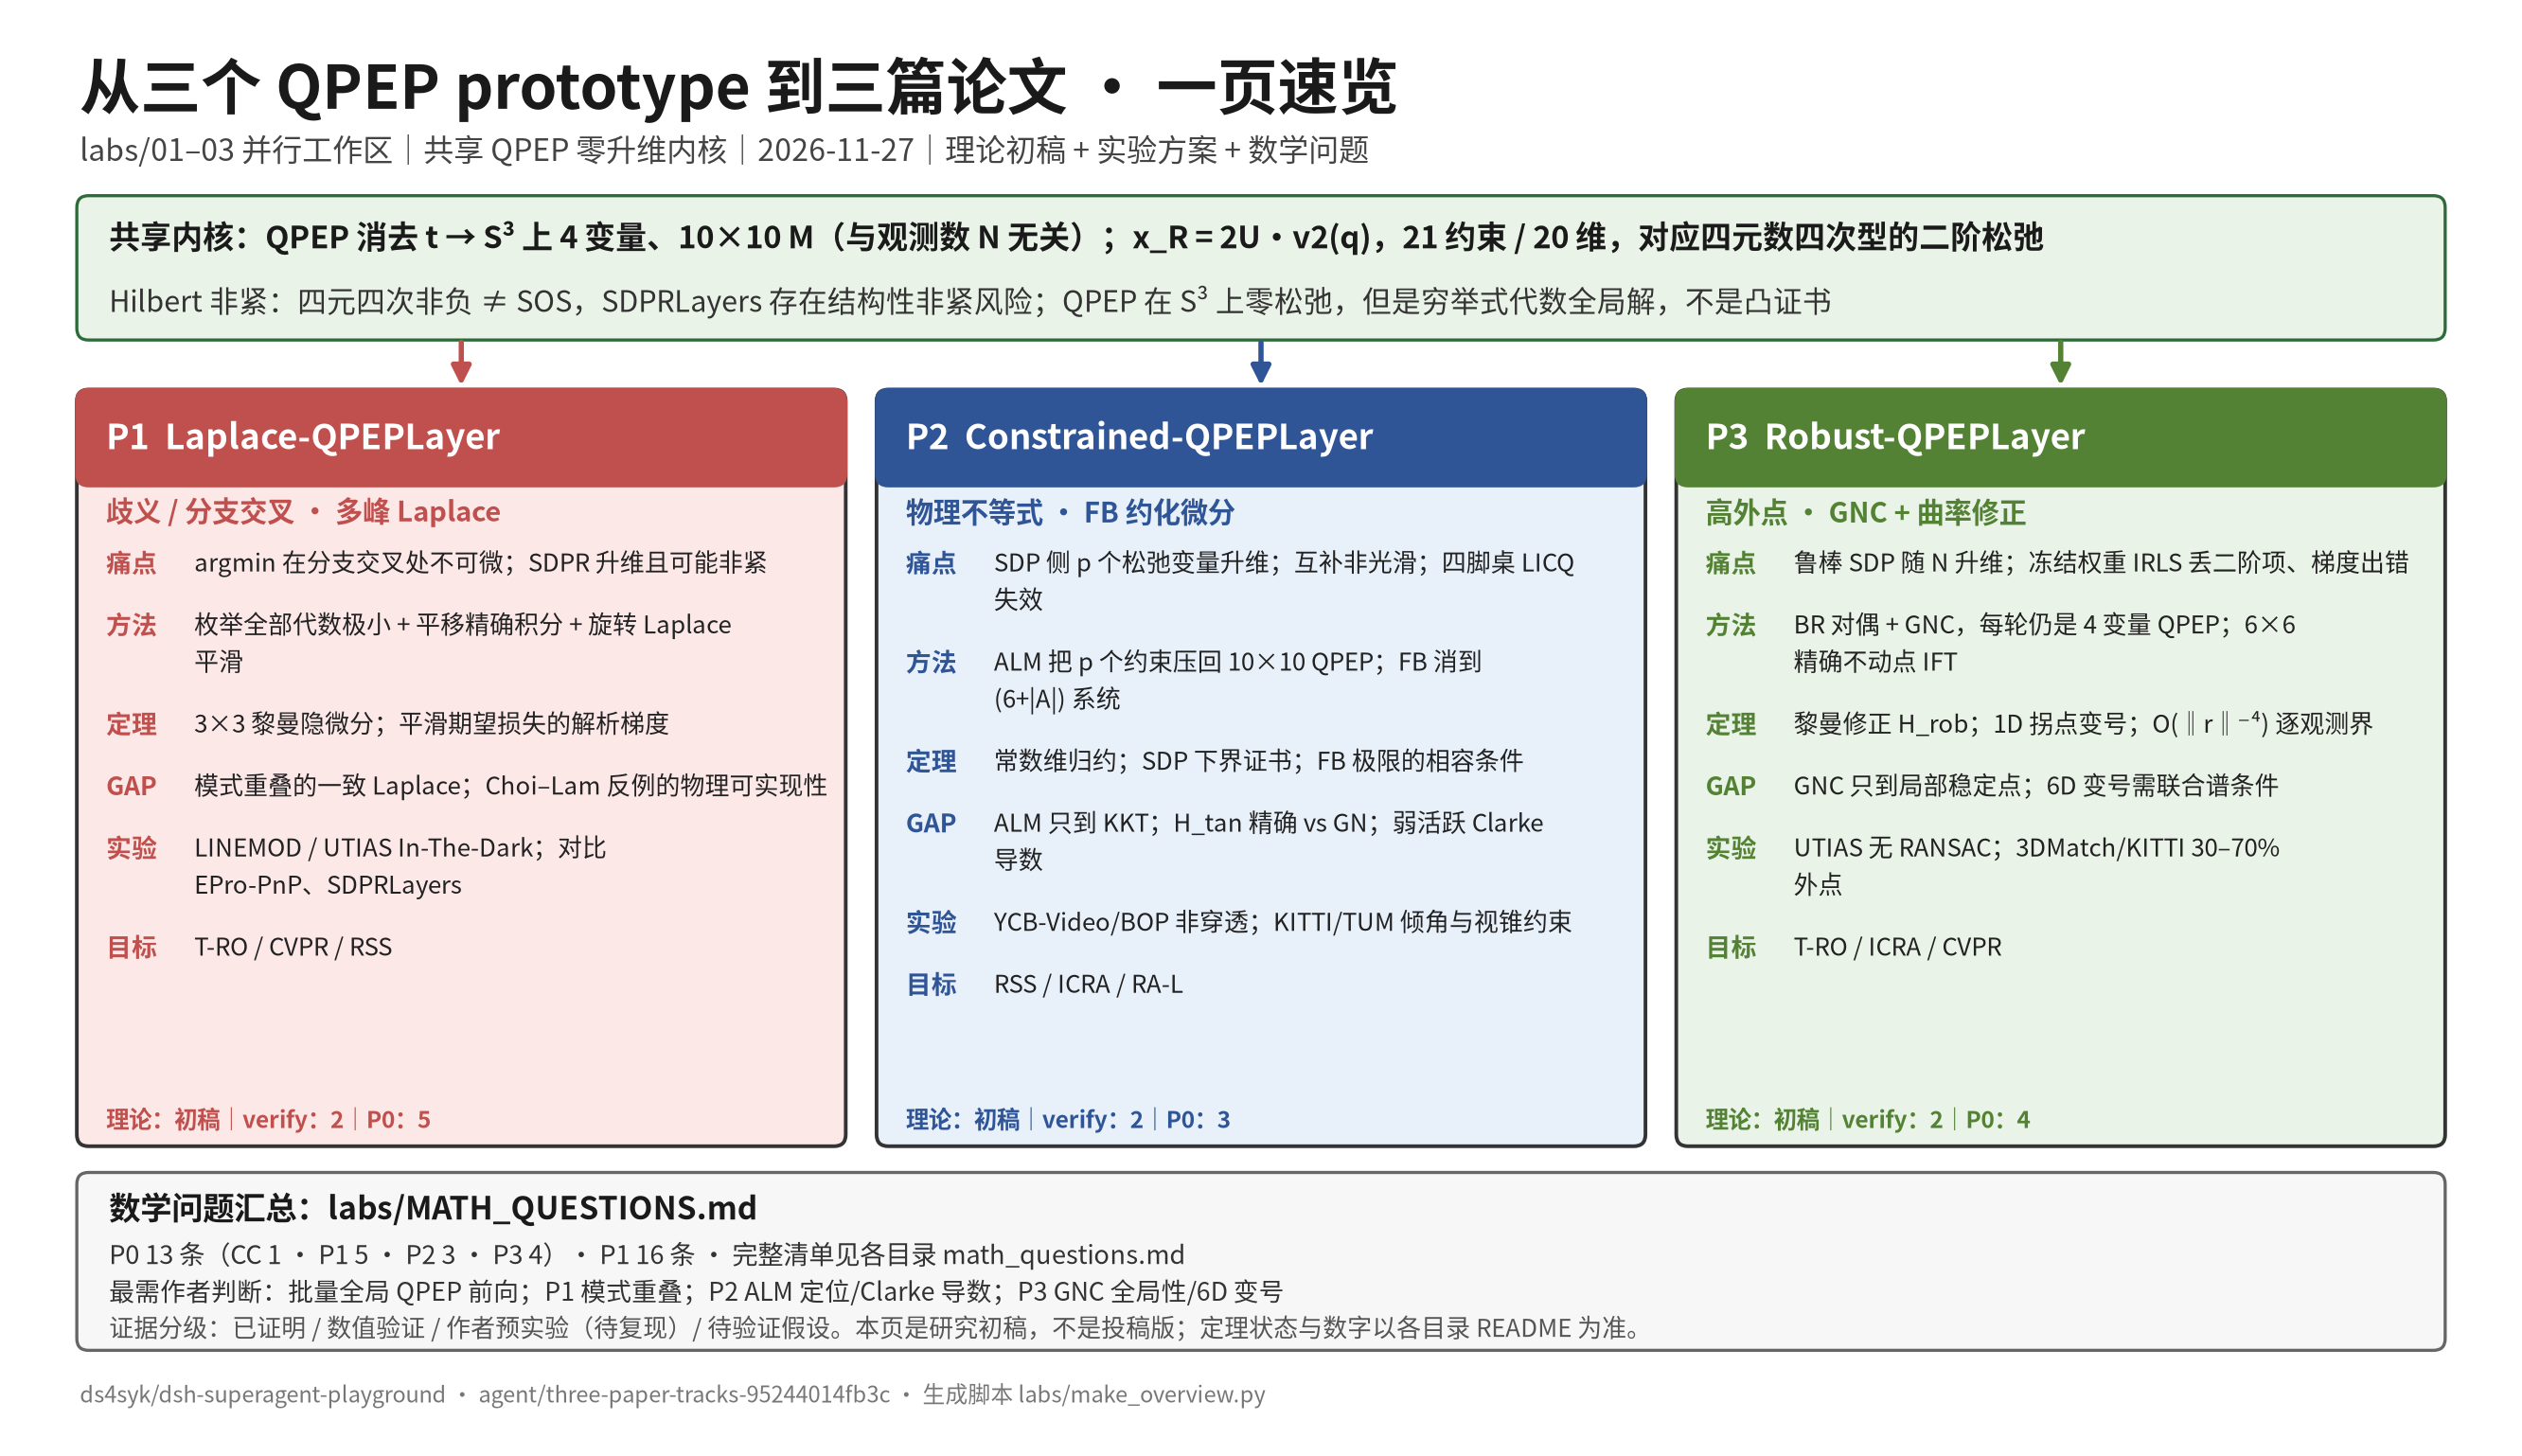 从三个 QPEP prototype 到三篇论文 · 一页速览
labs/01–03 并行工作区｜共享 QPEP 零升维内核｜2026-11-27｜理论初稿 + 实验方案 + 数学问题
共享内核：QPEP 消去 t → S³ 上 4 变量、10×10 M（与观测数 N 无关）；x_R = 2U · v2(q)，21 约束 / 20 维，对应四元数四次型的二阶松弛
Hilbert 非紧：四元四次非负 ≠ SOS，SDPRLayers 存在结构性非紧风险；QPEP 在 S³ 上零松弛，但是穷举式代数全局解，不是凸证书
P1 Laplace-QPEPLayer
歧义 / 分支交叉 · 多峰 Laplace
痛点 argmin 在分支交叉处不可微；SDPR 升维且可能非紧
方法 枚举全部代数极小 + 平移精确积分 + 旋转 Laplace
平滑
定理 3×3 黎曼隐微分；平滑期望损失的解析梯度
GAP 模式重叠的一致 Laplace；Choi–Lam 反例的物理可实现性
实验 LINEMOD / UTIAS In-The-Dark；对比
EPro-PnP、SDPRLayers
目标 T-RO / CVPR / RSS
理论：初稿｜verify：2｜P0：5
P2 Constrained-QPEPLayer
物理不等式 · FB 约化微分
痛点 SDP 侧 p 个松弛变量升维；互补非光滑；四脚桌 LICQ
失效
方法 ALM 把 p 个约束压回 10×10 QPEP；FB 消到
(6+|A|) 系统
定理 常数维归约；SDP 下界证书；FB 极限的相容条件
GAP ALM 只到 KKT；H_tan 精确 vs GN；弱活跃 Clarke
导数
实验 YCB-Video/BOP 非穿透；KITTI/TUM 倾角与视锥约束
目标 RSS / ICRA / RA-L
理论：初稿｜verify：2｜P0：3
P3 Robust-QPEPLayer
高外点 · GNC + 曲率修正
痛点 鲁棒 SDP 随 N 升维；冻结权重 IRLS 丢二阶项、梯度出错
方法 BR 对偶 + GNC，每轮仍是 4 变量 QPEP；6×6
精确不动点 IFT
定理 黎曼修正 H_rob；1D 拐点变号；O(‖r‖⁻⁴) 逐观测界
GAP GNC 只到局部稳定点；6D 变号需联合谱条件
实验 UTIAS 无 RANSAC；3DMatch/KITTI 30–70%
外点
目标 T-RO / ICRA / CVPR
理论：初稿｜verify：2｜P0：4
数学问题汇总：labs/MATH_QUESTIONS.md
P0 13 条（CC 1 · P1 5 · P2 3 · P3 4） · P1 16 条 · 完整清单见各目录 math_questions.md
最需作者判断：批量全局 QPEP 前向；P1 模式重叠；P2 ALM 定位/Clarke 导数；P3 GNC 全局性/6D 变号
证据分级：已证明 / 数值验证 / 作者预实验（待复现）/ 待验证假设。本页是研究初稿，不是投稿版；定理状态与数字以各目录 README 为准。
ds4syk/dsh-superagent-playground · agent/three-paper-tracks-95244014fb3c · 生成脚本 labs/make_overview.py